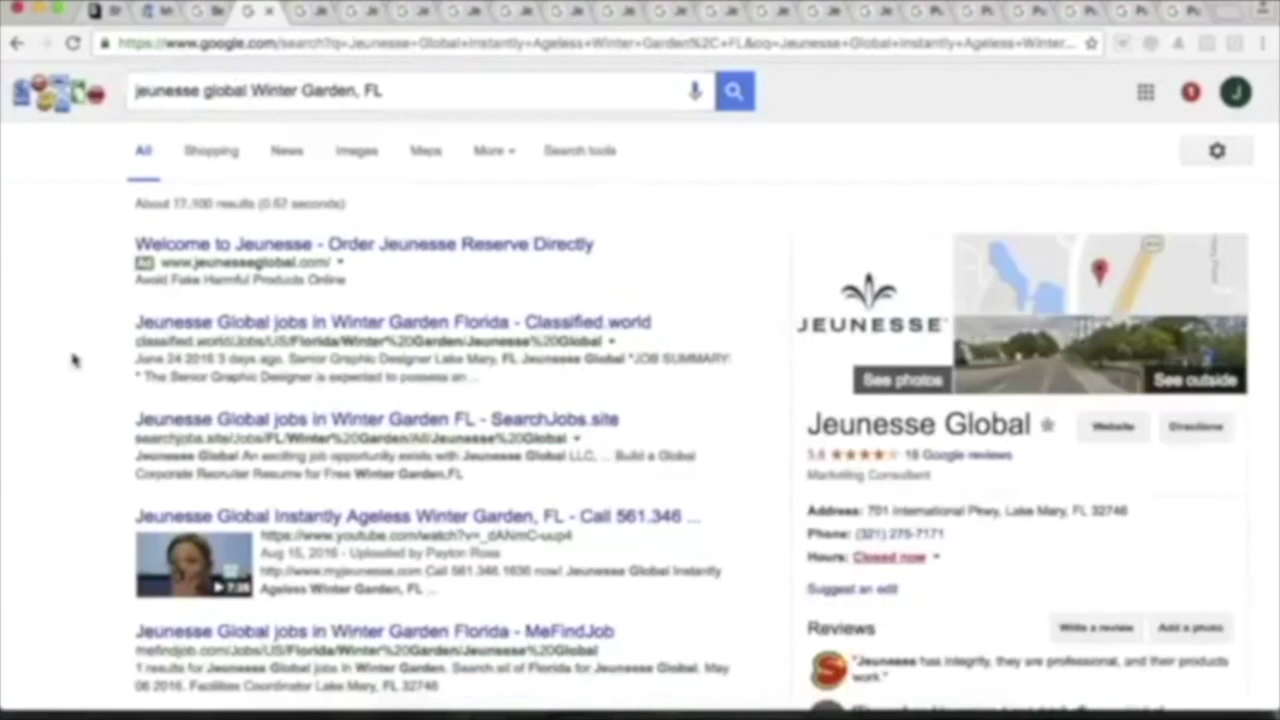 https://www.google.com/search?q=Jeunesse+Global+Instantly+Ageless+Winter+Garden%2C+FL&oq=Jeunesse+Global+Instantly+Ageless+Winter...
jeunesse global Winter Garden, FL
J
All Shopping News Images Maps More Search tools
About 17,100 results (0.62 seconds)
Welcome to Jeunesse - Order Jeunesse Reserve Directly
Ad www.jeunesseglobal.com/
Avoid Fake Harmful Products Online
Jeunesse Global jobs in Winter Garden Florida - Classified.world
classified.world/Jobs/US/Florida/Winter%20Garden/Jeunesse%20Global
June 24 2016 3 days ago. Senior Graphic Designer Lake Mary, FL Jeunesse Global *JOB SUMMARY:
* The Senior Graphic Designer is expected to possess an ...
Jeunesse Global jobs in Winter Garden FL - SearchJobs.site
searchjobs.site/Jobs/FL/Winter%20Garden/All/Jeunesse%20Global
Jeunesse Global An exciting job opportunity exists with Jeunesse Global LLC, ... Build a Global
Corporate Recruiter Resume for Free Winter Garden,FL
Jeunesse Global Instantly Ageless Winter Garden, FL - Call 561.346 ...
https://www.youtube.com/watch?v=_dANmC-uup4
Aug 15, 2016 - Uploaded by Payton Ross
http://www.myjeunesse.com Call 561.346.1636 now! Jeunesse Global Instantly
Ageless Winter Garden, FL ...
Jeunesse Global jobs in Winter Garden Florida - MeFindJob
mefindjob.com/Jobs/US/Florida/Winter%20Garden/Jeunesse%20Global
1 results for Jeunesse Global jobs in Winter Garden. Search all of Florida for Jeunesse Global. May
06 2016. Facilities Coordinator Lake Mary, FL 32746
JEUNESSE
See photos
See outside
Jeunesse Global
Website
Directions
3.8 18 Google reviews
Marketing Consultant
Address: 701 International Pkwy, Lake Mary, FL 32746
Phone: (321) 275-7171
Hours: Closed now
Suggest an edit
Reviews
Write a review
Add a photo
"Jeunesse has integrity, they are professional, and their products
work."